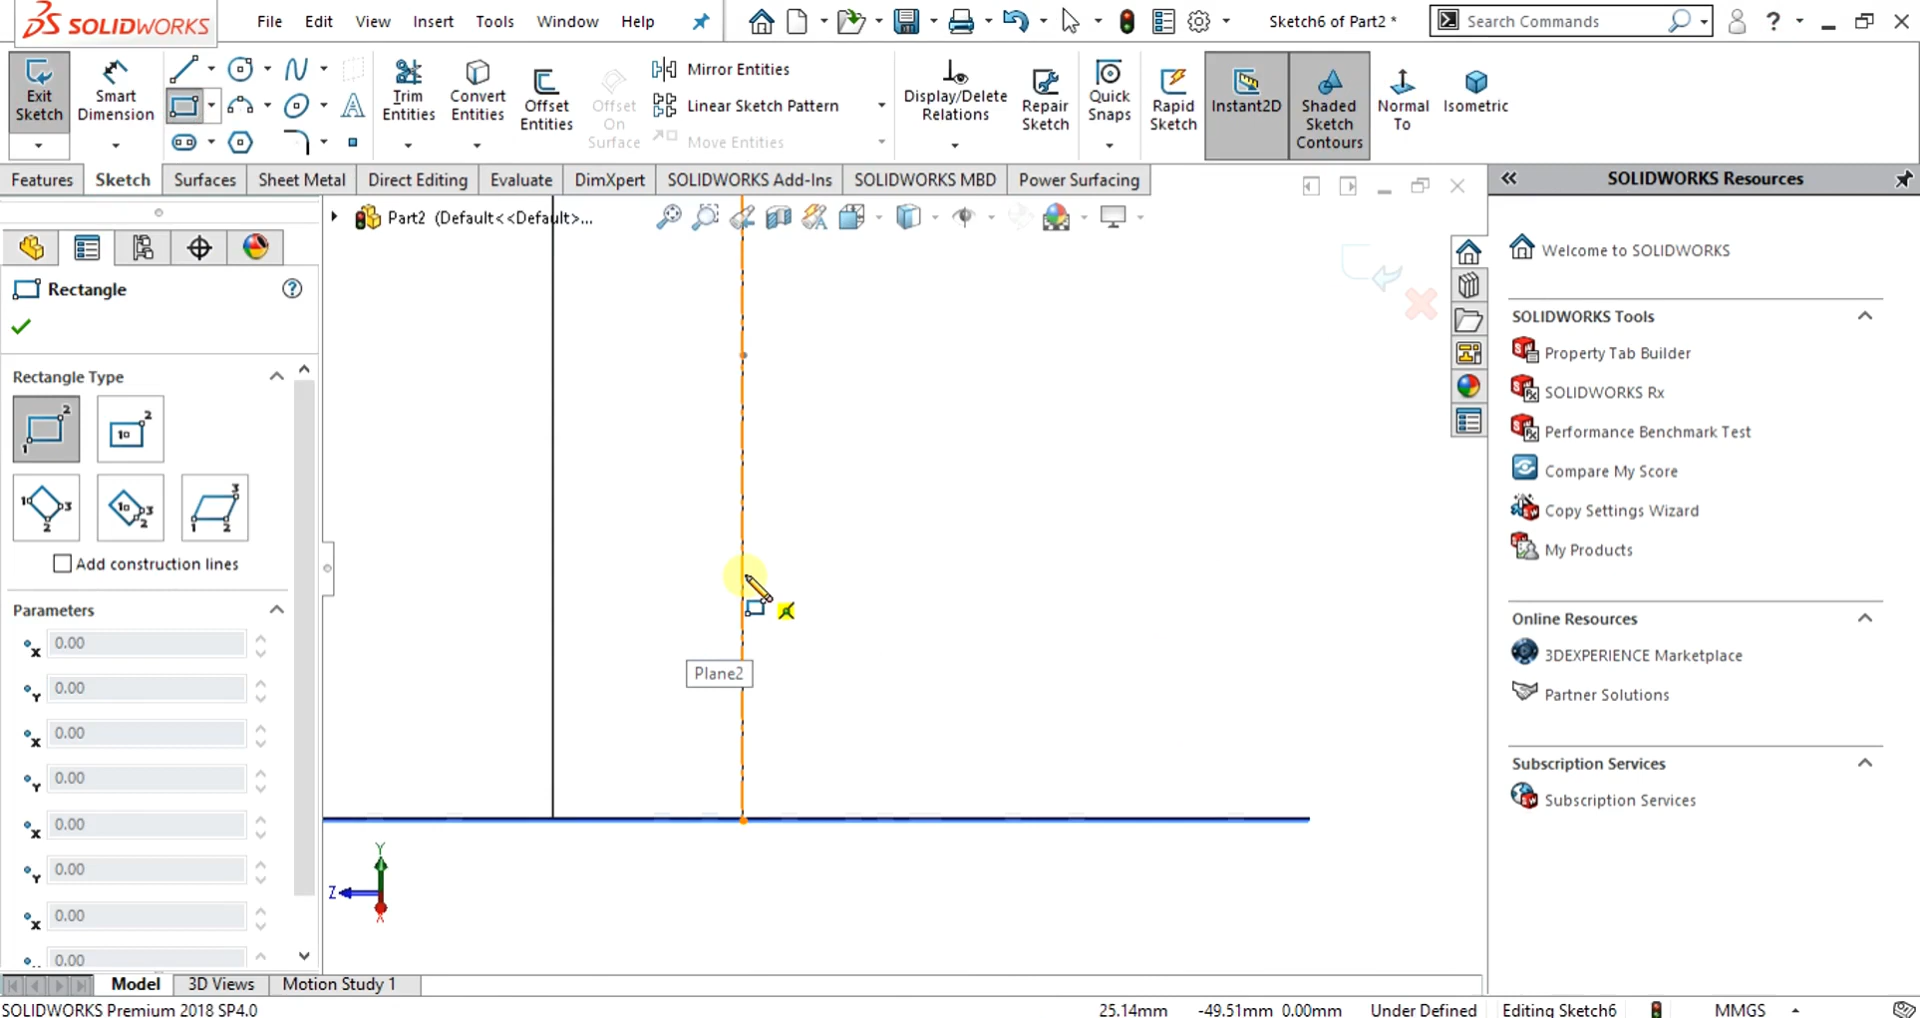 SOLIDWORKS
File Edit View Insert Tools Window Help
Sketch6 of Part2 *
Search Commands
?
Exit Sketch
Smart Dimension
Trim Entities
Convert Entities
Offset Entities
Offset On Surface
Mirror Entities
Linear Sketch Pattern
Move Entities
Display/Delete Relations
Repair Sketch
Quick Snaps
Rapid Sketch
Instant2D
Shaded Sketch Contours
Normal To
Isometric
Features Sketch Surfaces Sheet Metal Direct Editing Evaluate DimXpert SOLIDWORKS Add-Ins SOLIDWORKS MBD Power Surfacing
SOLIDWORKS Resources
Part2 (Default<<Default>...
Rectangle
Rectangle Type
Add construction lines
Parameters
x 0.00
Y 0.00
x 0.00
Y 0.00
x 0.00
Y 0.00
x 0.00
0.00
Plane2
Y
Z
X
Welcome to SOLIDWORKS
SOLIDWORKS Tools
Property Tab Builder
SOLIDWORKS Rx
Performance Benchmark Test
Compare My Score
Copy Settings Wizard
My Products
Online Resources
3DEXPERIENCE Marketplace
Partner Solutions
Subscription Services
Subscription Services
Model 3D Views Motion Study 1
SOLIDWORKS Premium 2018 SP4.0
25.14mm -49.51mm 0.00mm Under Defined Editing Sketch6 MMGS